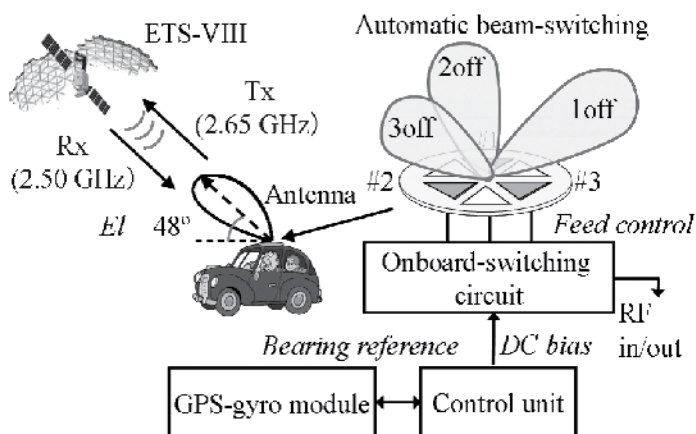 ETS-VIII
Automatic beam-switching
Tx
(2.65 GHz)
Rx
(2.50 GHz)
2off
1off
3off
#1
#2
#3
Antenna
El 48°
Feed control
Onboard-switching
circuit
RF
in/out
Bearing reference
DC bias
GPS-gyro module
Control unit